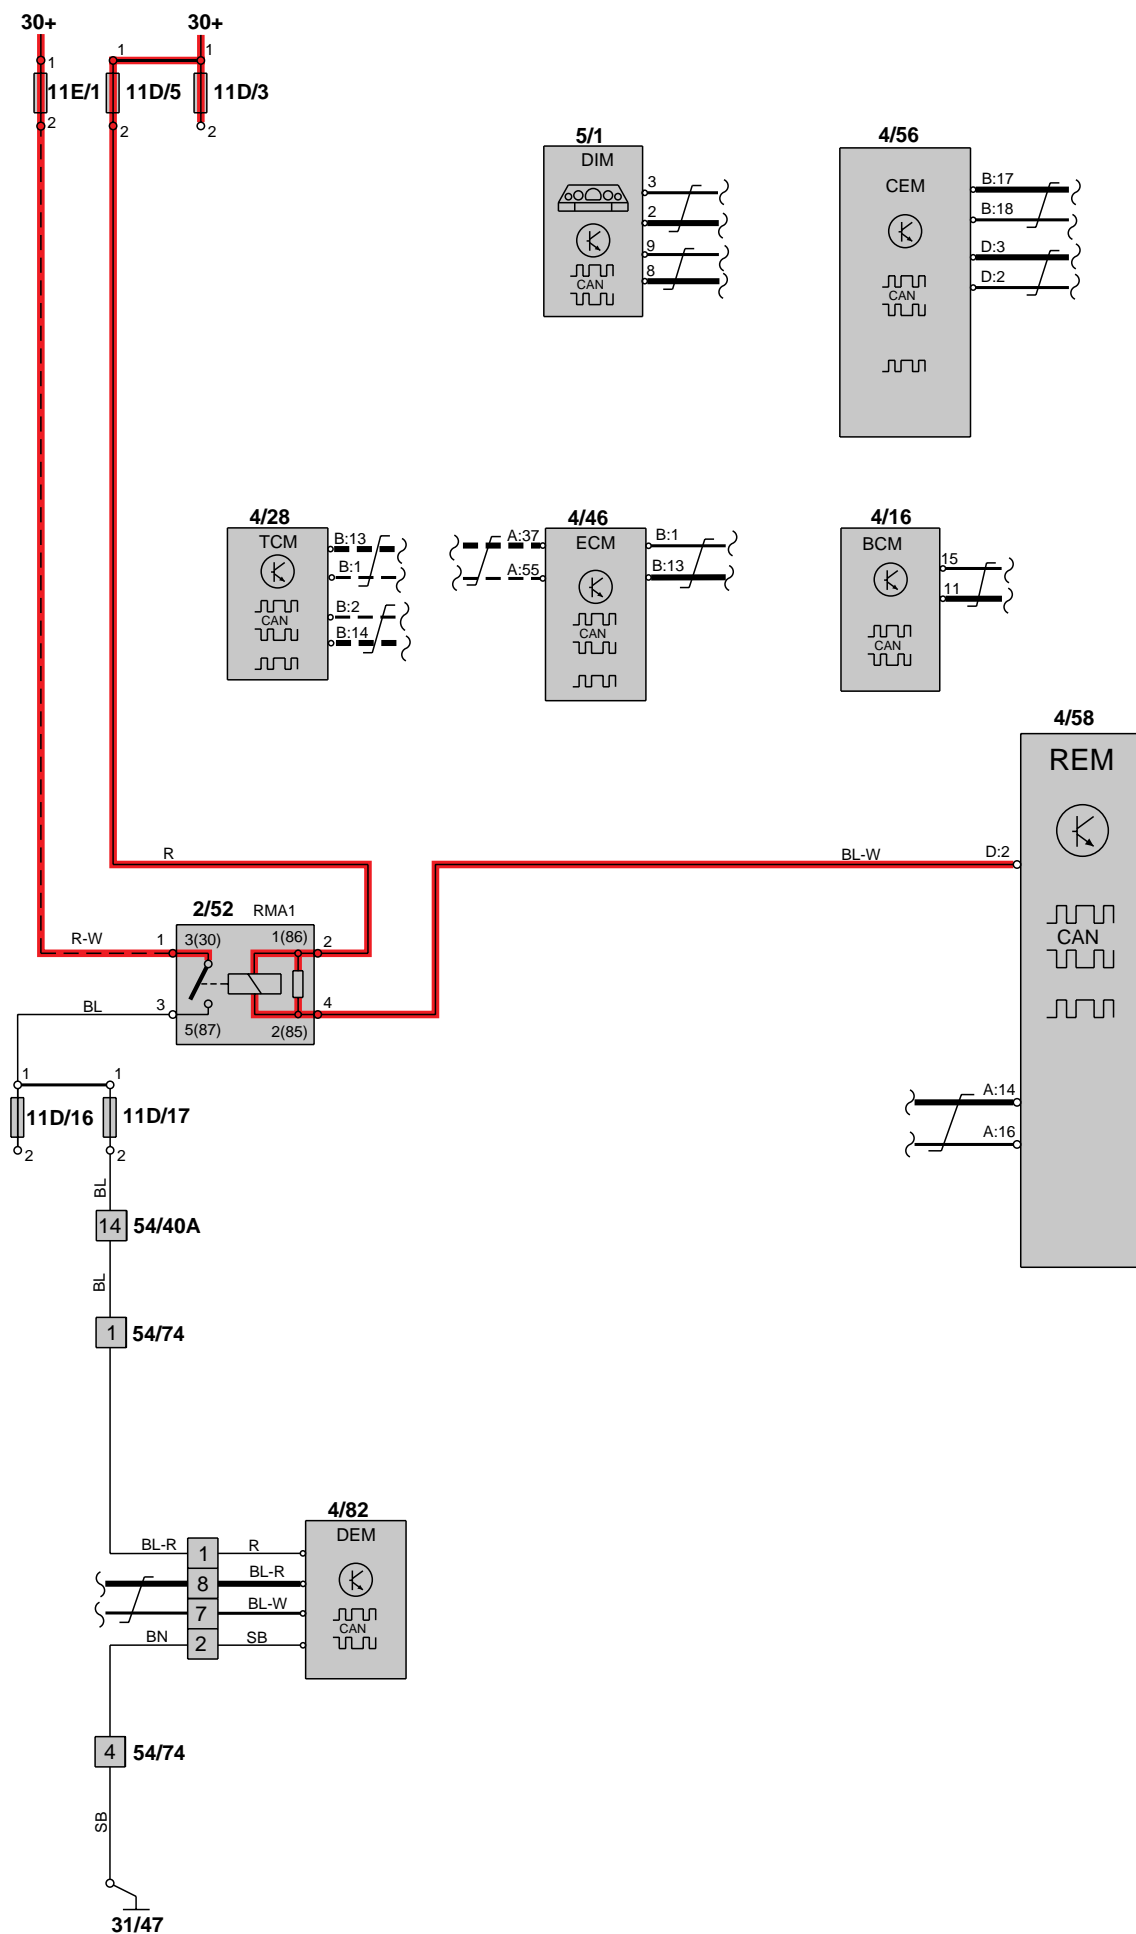 30+
30+
1
1
1
11E/1
11D/5
11D/3
2
2
2
5/1
DIM
3
2
9
8
CAN
4/56
CEM
B:17
B:18
D:3
D:2
CAN
4/28
TCM
B:13
B:1
B:2
B:14
CAN
4/46
A:37
ECM
B:1
A:55
B:13
CAN
4/16
BCM
15
11
CAN
4/58
REM
R
BL-W
D:2
CAN
A:14
A:16
2/52
RMA1
R-W
1
3(30)
1(86)
2
BL
3
4
5(87)
2(85)
1
1
11D/16
11D/17
2
2
BL
14
54/40A
BL
1
54/74
4/82
DEM
BL-R
1
R
8
BL-R
7
BL-W
CAN
BN
2
SB
4
54/74
SB
31/47